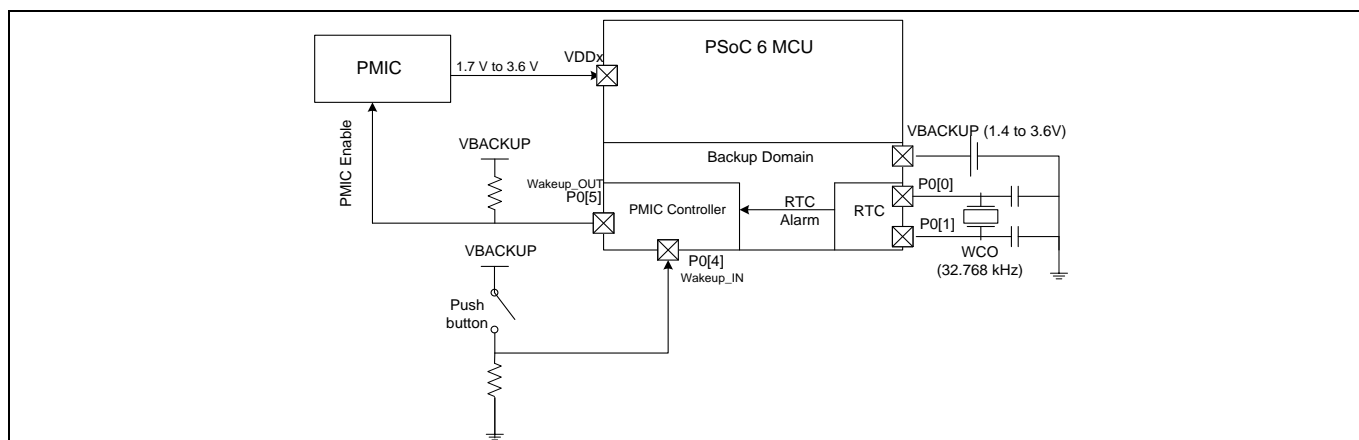 PSoC 6 MCU
PMIC
1.7 V to 3.6 V
VDDx
PMIC Enable
VBACKUP
Wakeup_OUT
P0[5]
Backup Domain
VBACKUP (1.4 to 3.6V)
P0[0]
PMIC Controller
RTC
Alarm
RTC
P0[1]
WCO
(32.768 kHz)
P0[4]
Wakeup_IN
VBACKUP
Push
button